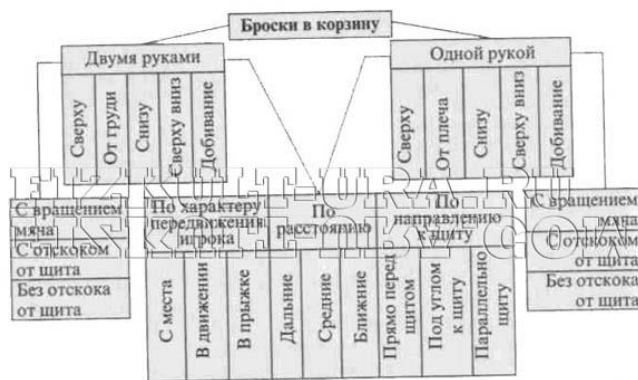 Броски в корзину
Двумя руками
Одной рукой
Сверху
От груди
Снизу
Сверху вниз
Добивание
Сверху
От плеча
Снизу
Сверху вниз
Добивание
С вращением
мяча
С отскоком
от щита
Без отскока
от щита
По характеру
передвижения
игрока
По
расстоянию
По
направлению
к щиту
С места
В движении
В прыжке
Дальние
Средние
Ближние
Прямо перед
щитом
Под углом
к щиту
Параллельно
щиту
С вращением
мяча
С отскоком
от щита
Без отскока
от щита